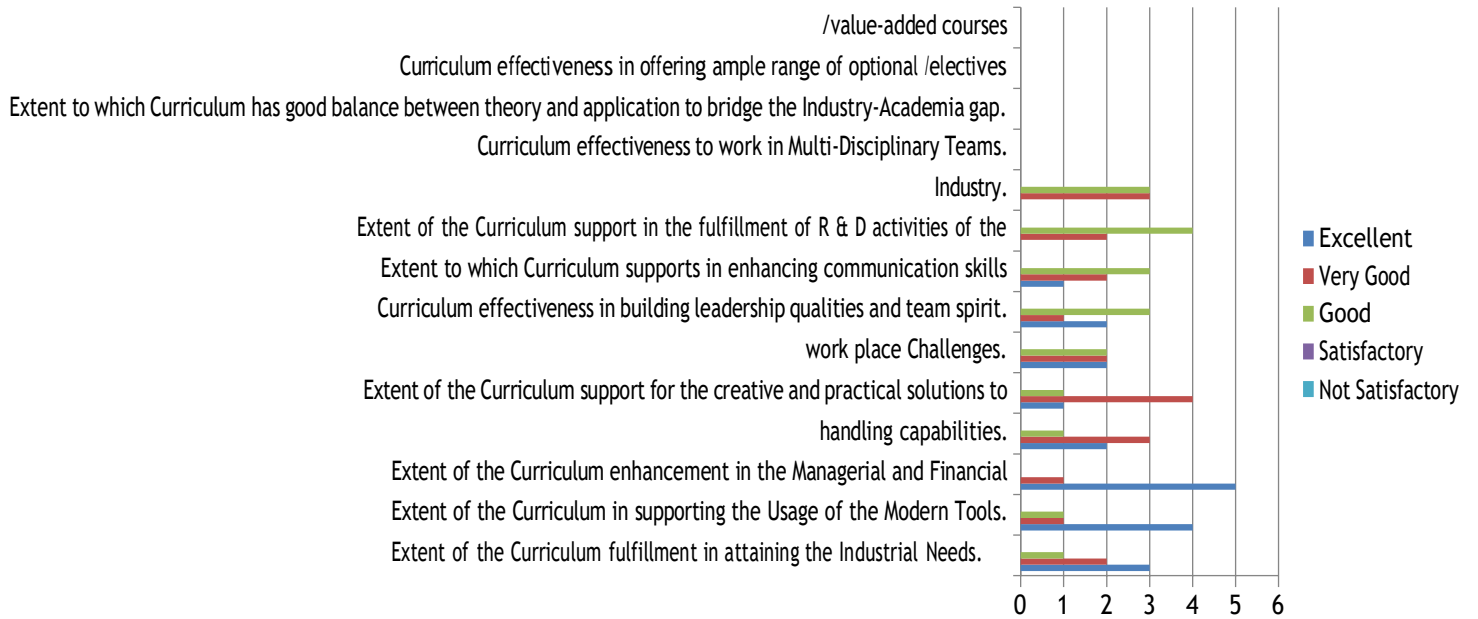 /value-added courses
Curriculum effectiveness in offering ample range of optional /electives
Extent to which Curriculum has good balance between theory and application to bridge the Industry-Academia gap.
Curriculum effectiveness to work in Multi-Disciplinary Teams.
Industry.
Extent of the Curriculum support in the fulfillment of R & D activities of the
Extent to which Curriculum supports in enhancing communication skills
Curriculum effectiveness in building leadership qualities and team spirit.
work place Challenges.
Extent of the Curriculum support for the creative and practical solutions to
handling capabilities.
Extent of the Curriculum enhancement in the Managerial and Financial
Extent of the Curriculum in supporting the Usage of the Modern Tools.
Extent of the Curriculum fulfillment in attaining the Industrial Needs.
0 1 2 3 4 5 6
Excellent
Very Good
Good
Satisfactory
Not Satisfactory